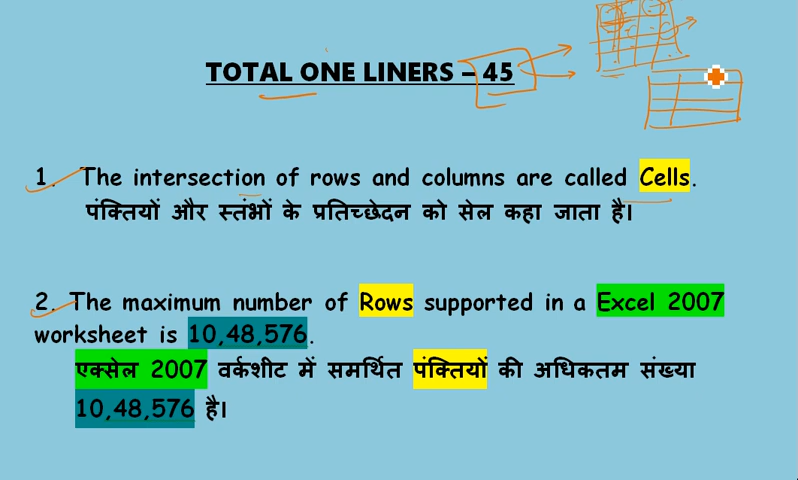 TOTAL ONE LINERS – 45
1. The intersection of rows and columns are called Cells.
पंक्तियों और स्तंभों के प्रतिच्छेदन को सेल कहा जाता है।
2. The maximum number of Rows supported in a Excel 2007
worksheet is 10,48,576.
एक्सेल 2007 वर्कशीट में समर्थित पंक्तियों की अधिकतम संख्या
10,48,576 है।